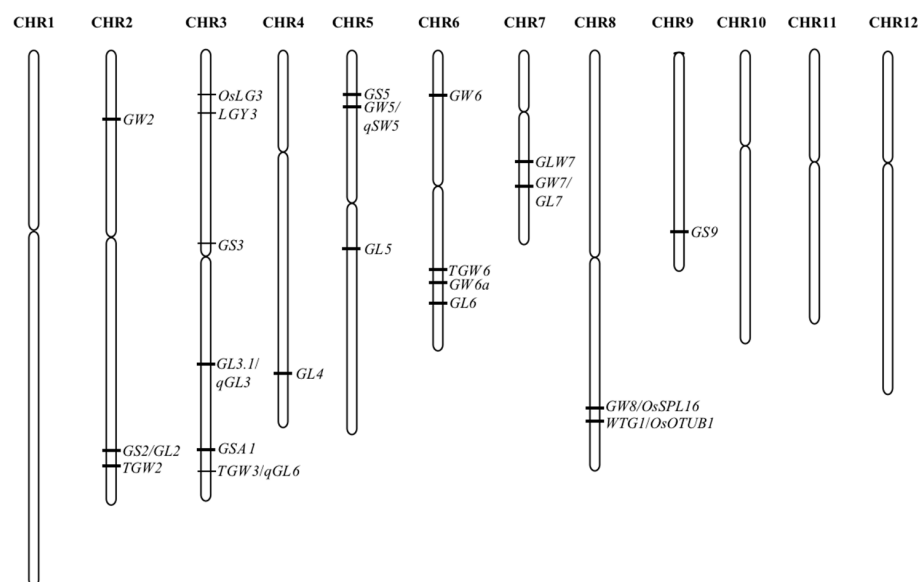 CHR1 CHR2 CHR3 CHR4 CHR5 CHR6 CHR7 CHR8 CHR9 CHR10 CHR11 CHR12
GW2
GS2/GL2
TGW2
OsLG3
LGY3
GS3
GL3.1/
qGL3
GSA1
TGW3/qGL6
GL4
GS5
GW5/
qSW5
GL5
GW6
TGW6
GW6a
GL6
GLW7
GW7/
GL7
GW8/OsSPL16
WTG1/OsOTUB1
GS9